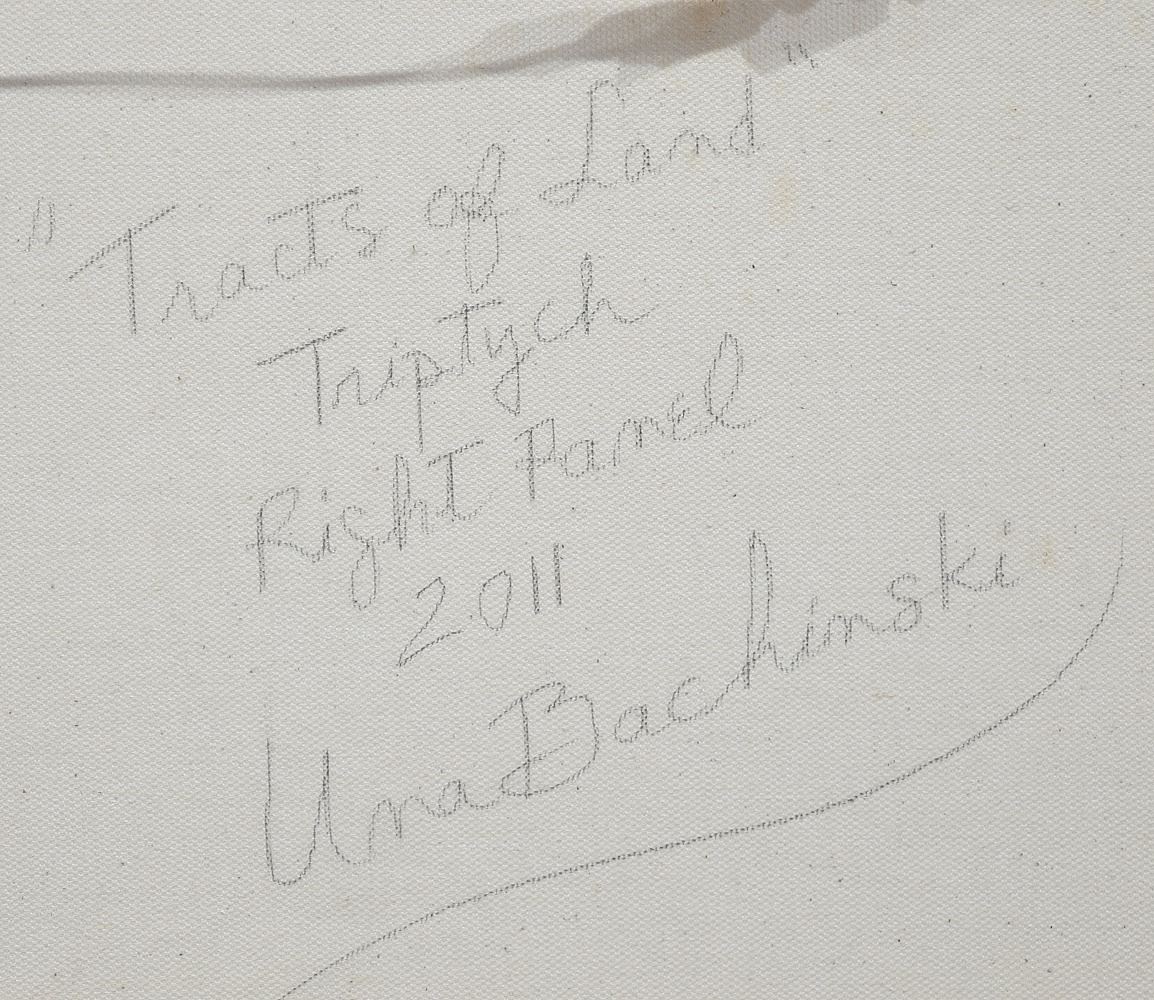 "Tracts of Land"
Triptych
Right Panel
2011
Una Bachinski